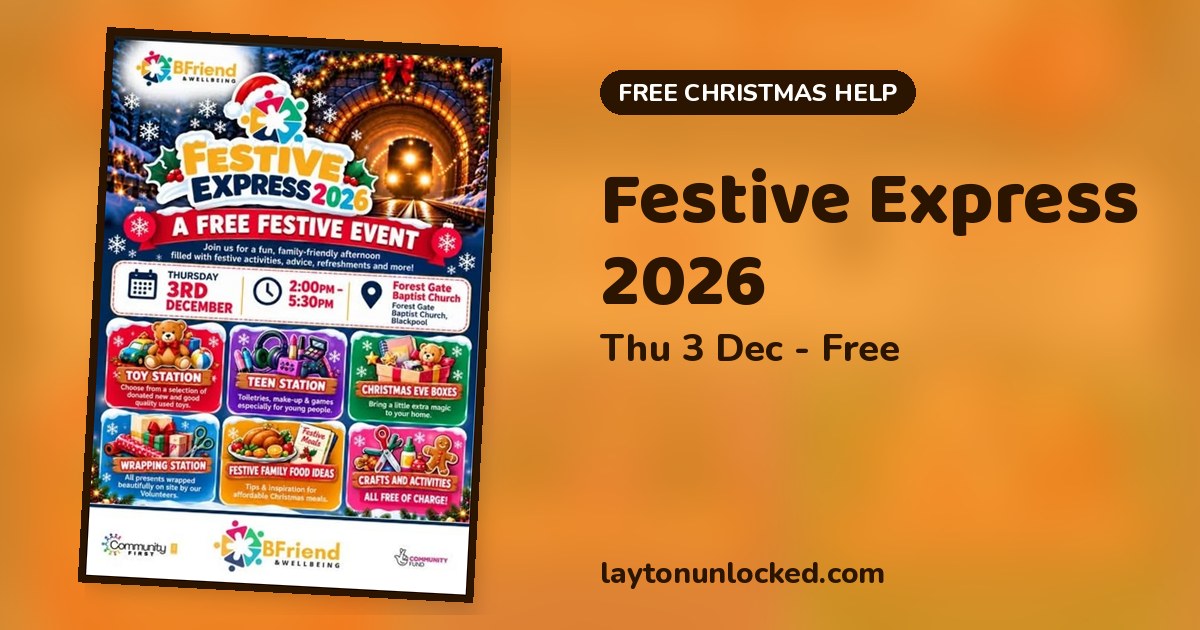 BFriend
& WELLBEING
FESTIVE
EXPRESS 2026
A FREE FESTIVE EVENT
Join us for a fun, family-friendly afternoon
filled with festive activities, advice, refreshments and more!
THURSDAY
3RD
DECEMBER
2:00PM –
5:30PM
Forest Gate
Baptist Church
Forest Gate
Baptist Church,
Blackpool
TOY STATION
Choose from a selection of
donated new and good
quality used toys.
TEEN STATION
Toiletries, make-up & games
especially for young people.
CHRISTMAS EVE BOXES
Bring a little extra magic
to your home.
WRAPPING STATION
All presents wrapped
beautifully on site by our
Volunteers.
Festive
Meals
FESTIVE FAMILY FOOD IDEAS
Tips & inspiration for
affordable Christmas meals.
CRAFTS AND ACTIVITIES
ALL FREE OF CHARGE!
Community
FIRST
BFriend
& WELLBEING
COMMUNITY
FUND
FREE CHRISTMAS HELP
Festive Express
2026
Thu 3 Dec - Free
laytonunlocked.com